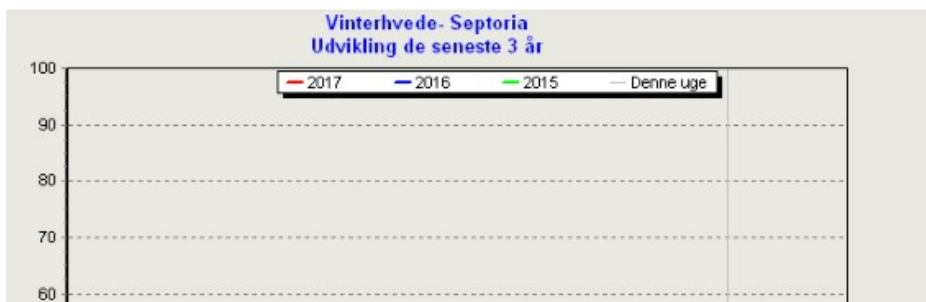 Vinterhvede- Septoria
Udvikling de seneste 3 år
100
2017 2016 2015 Denne uge
90
80
70
60